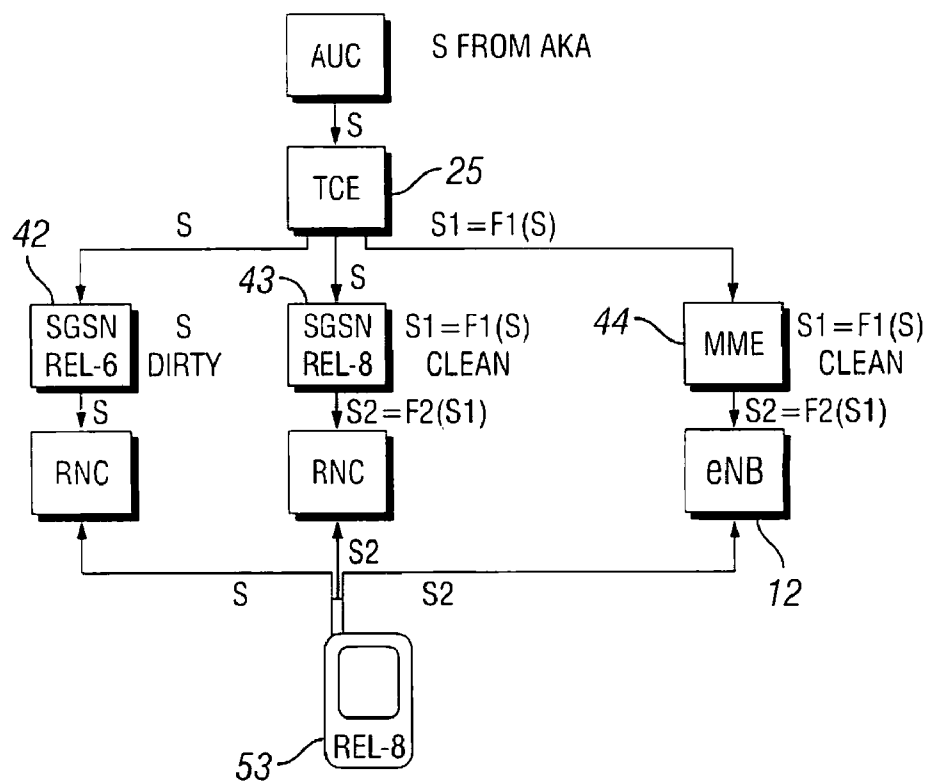 AUC
S FROM AKA
S
TCE
25
S
S1=F1(S)
42
43
S
44
SGSN
REL-6
S
DIRTY
SGSN
REL-8
S1=F1(S)
CLEAN
MME
S1=F1(S)
CLEAN
S
S2=F2(S1)
S2=F2(S1)
RNC
RNC
eNB
S2
S
S2
12
REL-8
53